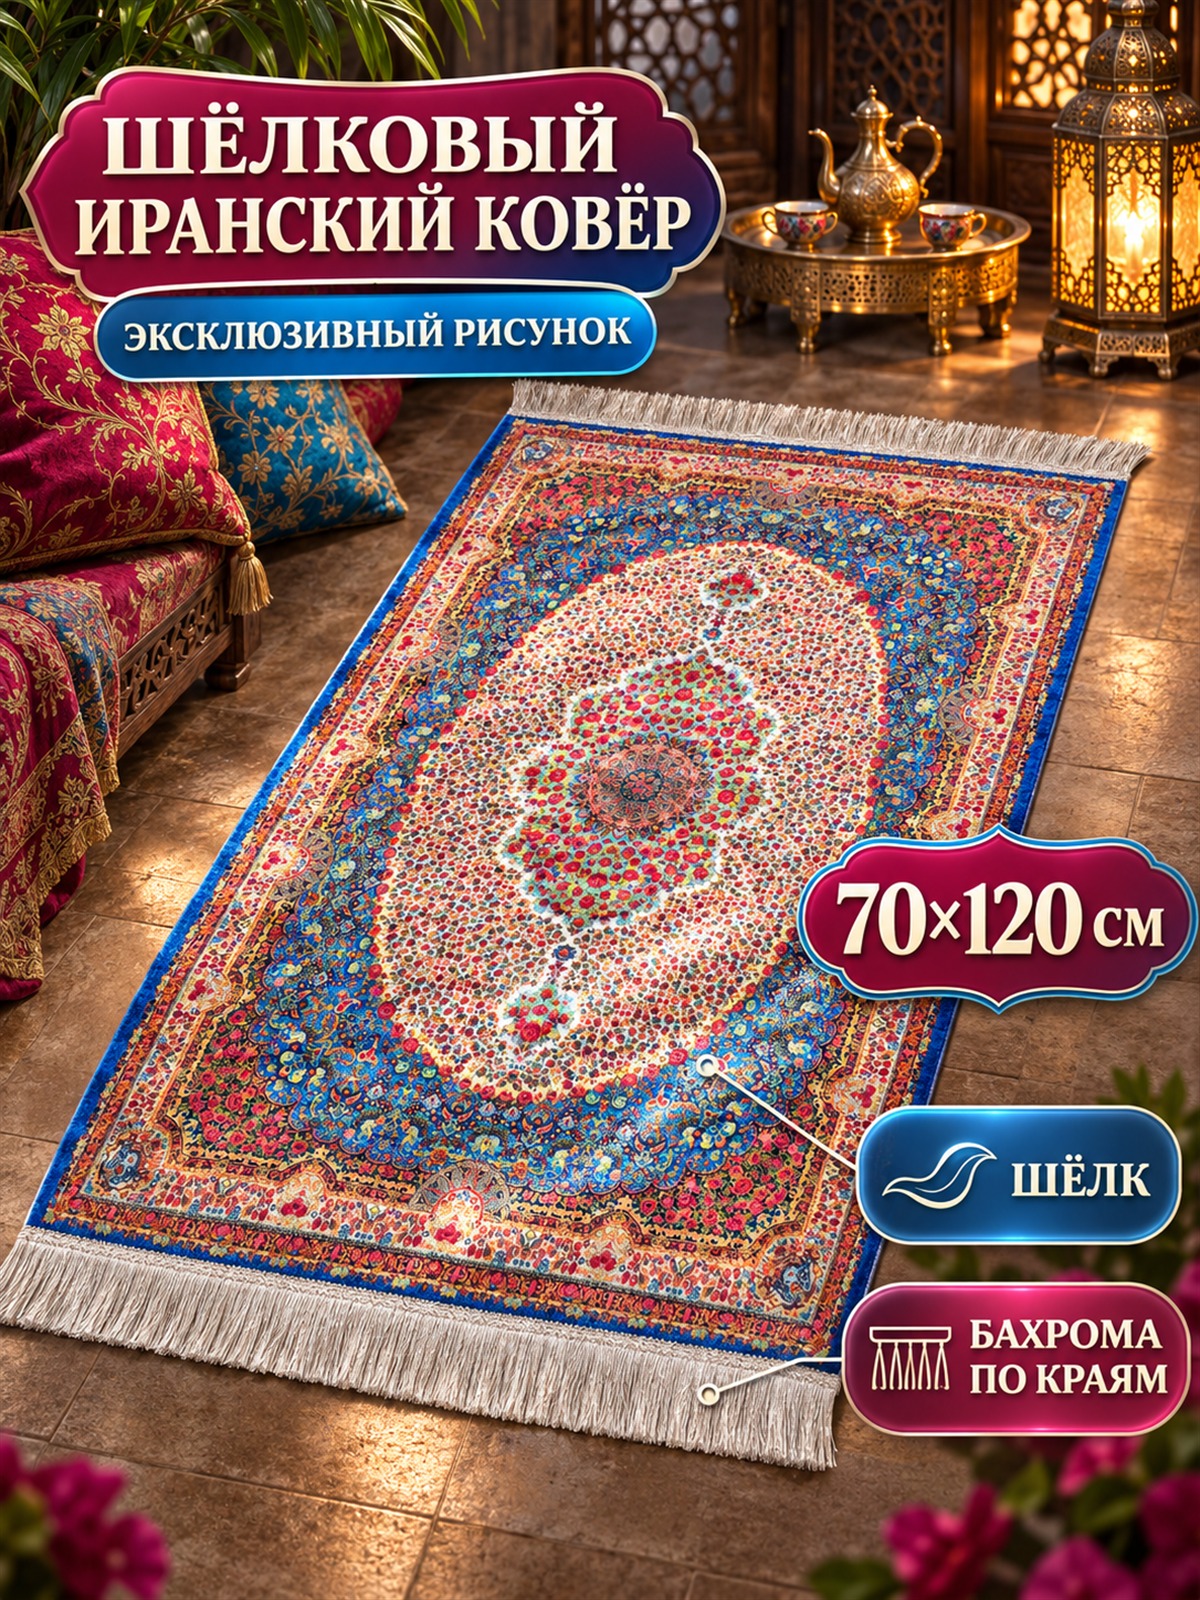 ШЁЛКОВЫЙ
ИРАНСКИЙ КОВЁР
ЭКСКЛЮЗИВНЫЙ РИСУНОК
70×120 СМ
ШЁЛК
БАХРОМА
ПО КРАЯМ